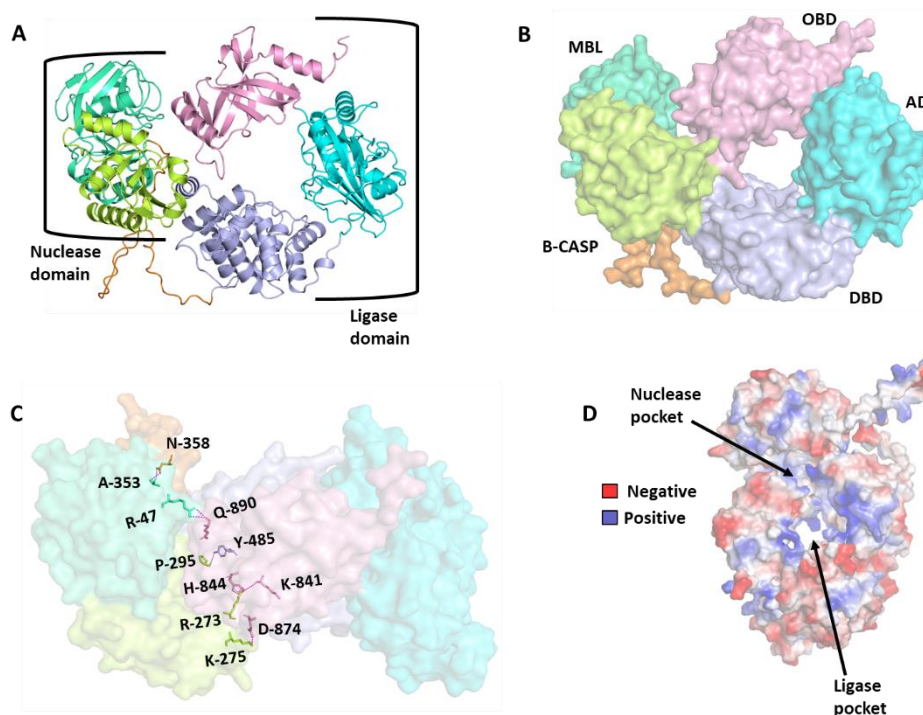 A
Nuclease
domain
Ligase
domain
B
MBL
OBD
AD
B-CASP
DBD
C
N-358
A-353
R-47
Q-890
Y-485
P-295
H-844
K-841
R-273
D-874
K-275
D
Nuclease
pocket
Negative
Positive
Ligase
pocket